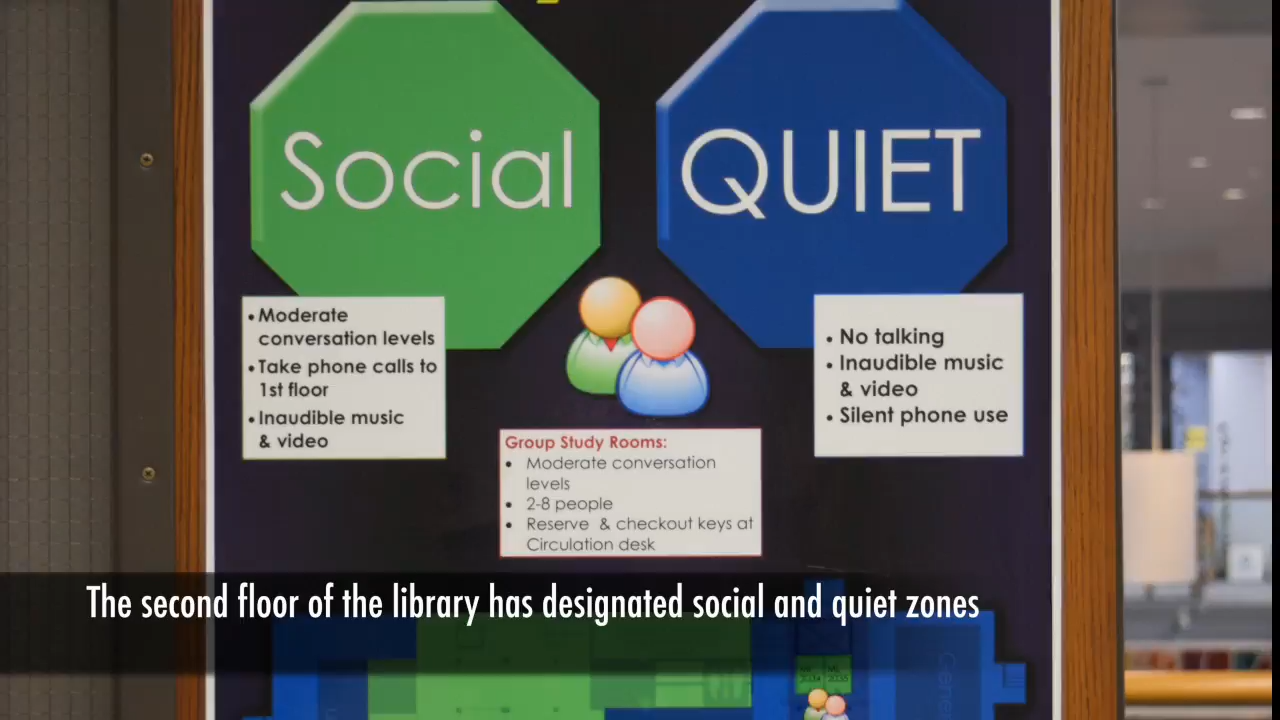 Social
QUIET
• Moderate
conversation levels
• Take phone calls to
1st floor
• Inaudible music
& video
• No talking
• Inaudible music
& video
• Silent phone use
Group Study Rooms:
• Moderate conversation
levels
• 2-8 people
• Reserve & checkout keys at
Circulation desk
The second floor of the library has designated social and quiet zones